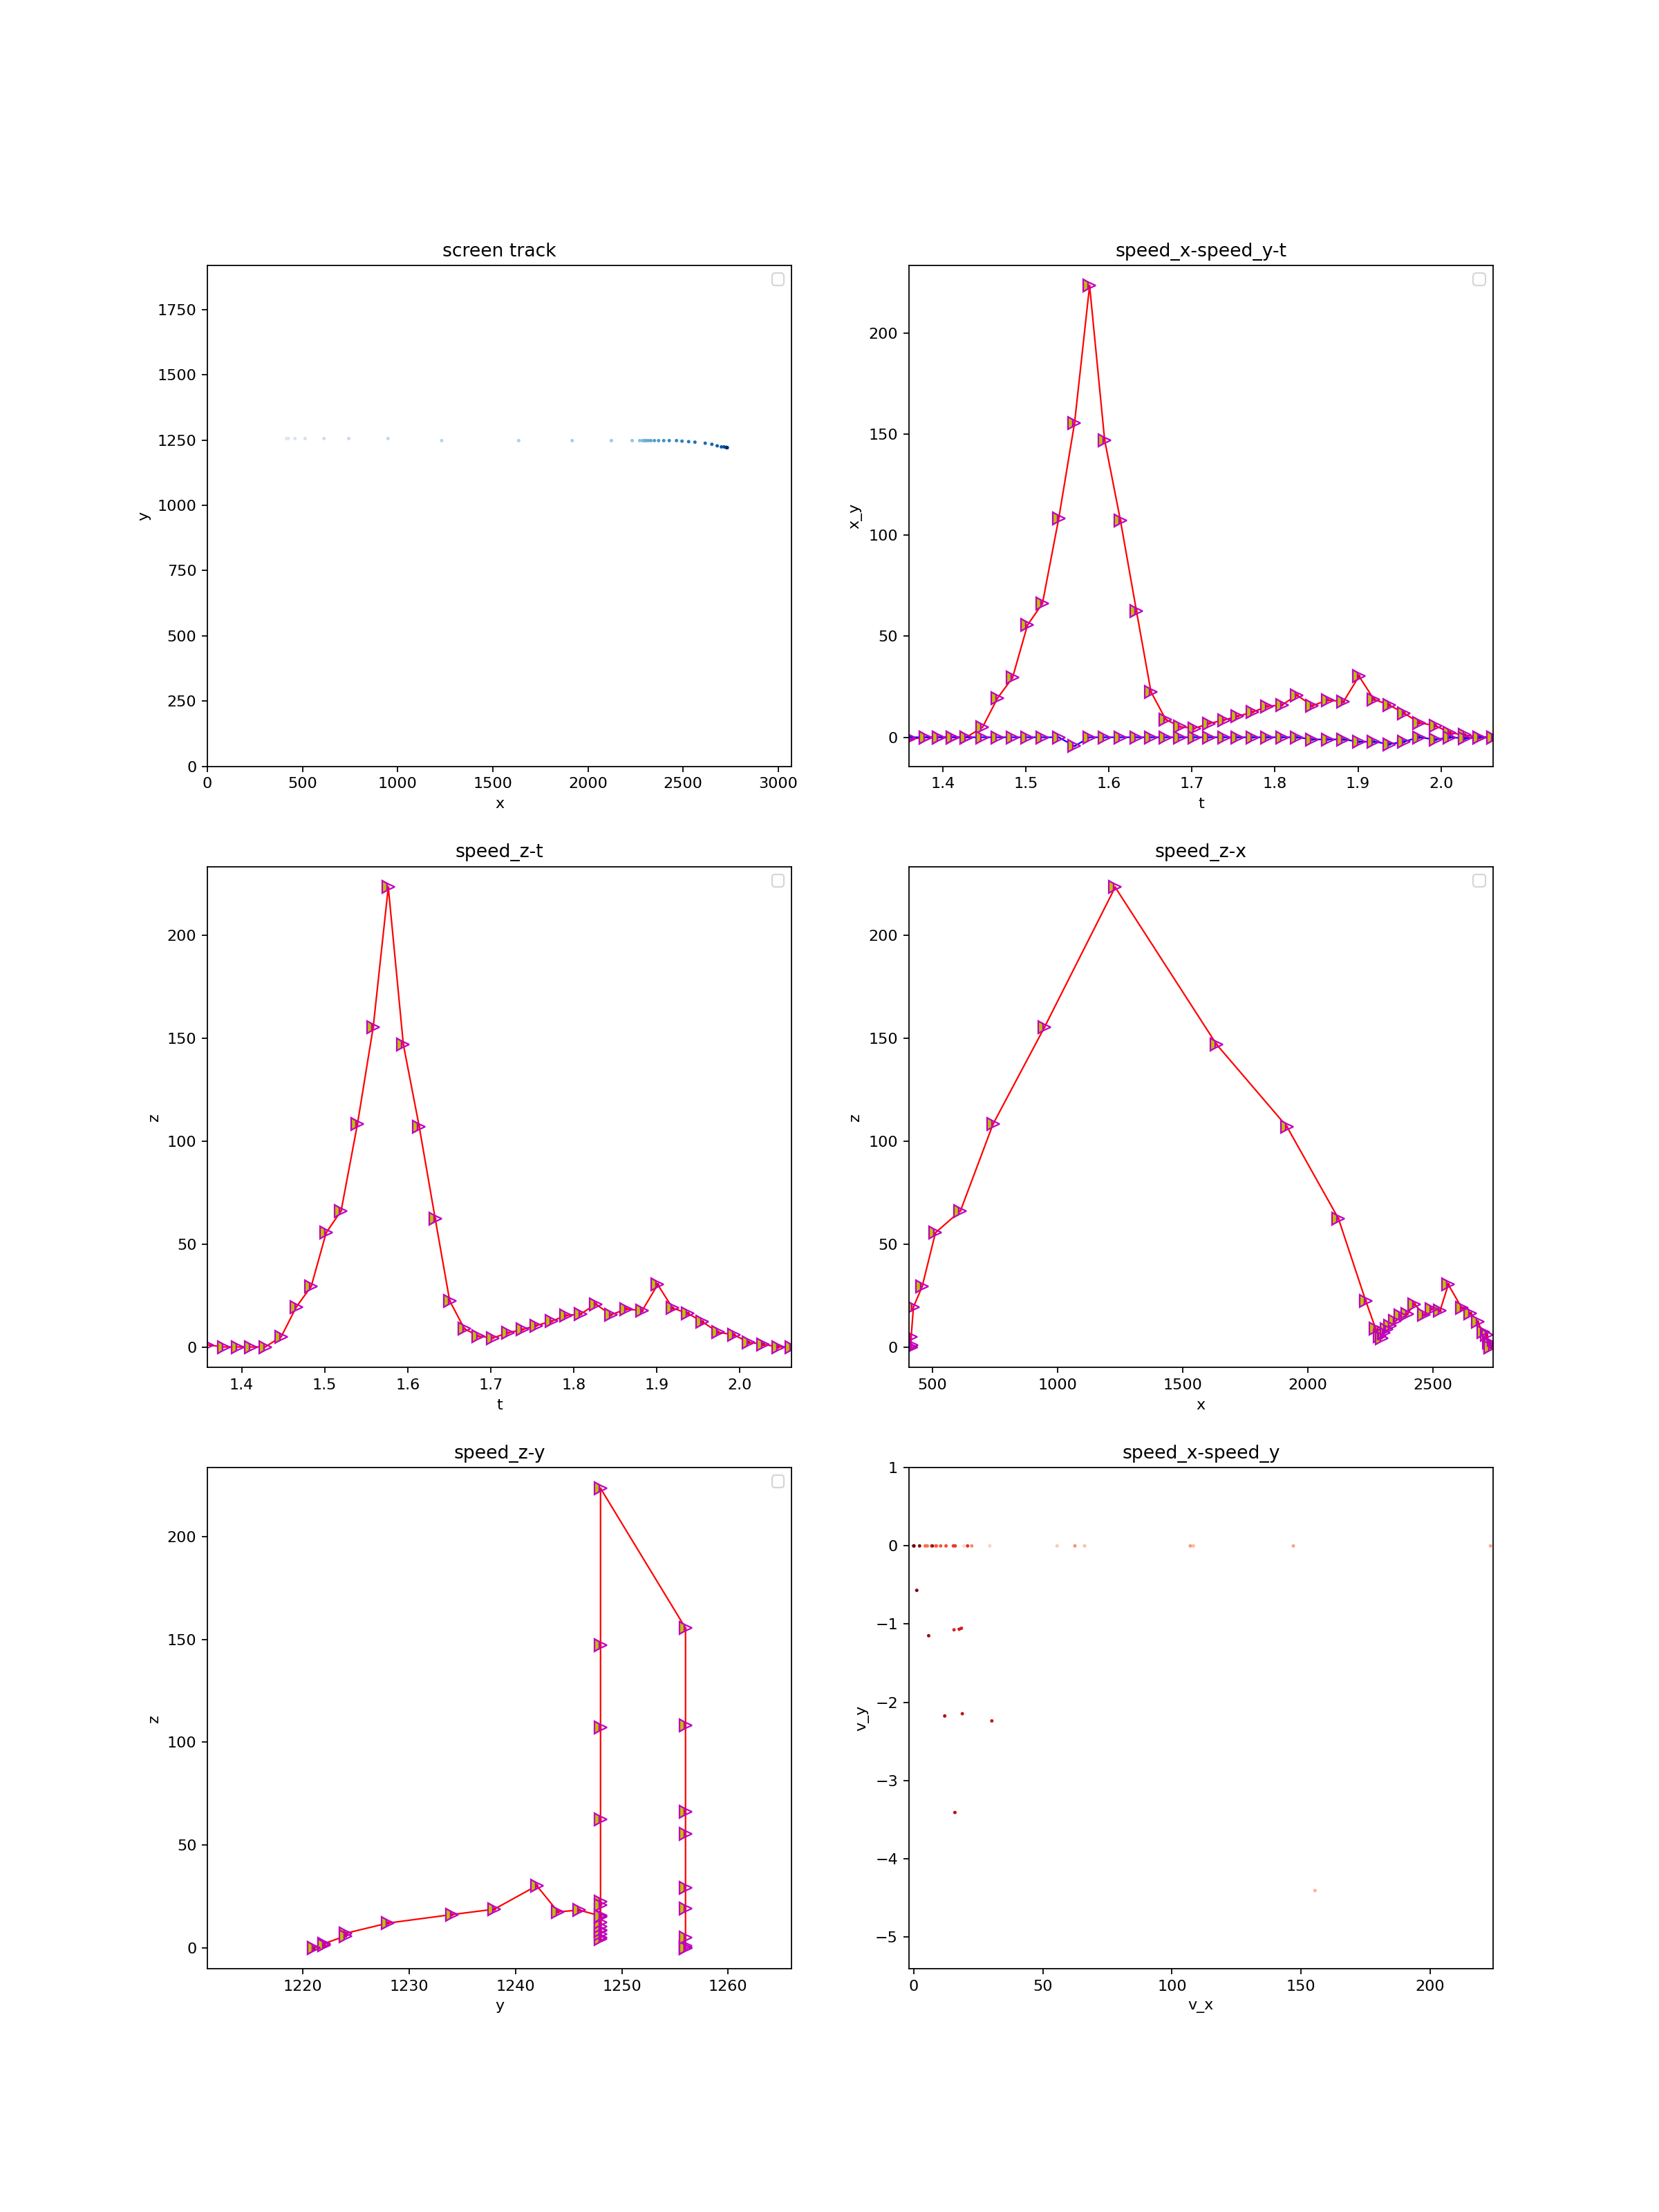 screen track
speed_x-speed_y-t
1750
1500
1250
1000
750
500
250
0
y
0 500 1000 1500 2000 2500 3000
x
200
150
100
50
0
x_y
1.4 1.5 1.6 1.7 1.8 1.9 2.0
t
speed_z-t
speed_z-x
200
150
100
50
0
z
1.4 1.5 1.6 1.7 1.8 1.9 2.0
t
200
150
100
50
0
z
500 1000 1500 2000 2500
x
speed_z-y
speed_x-speed_y
200
150
100
50
0
z
1220 1230 1240 1250 1260
y
1
0
−1
−2
−3
−4
−5
v_y
0 50 100 150 200
v_x